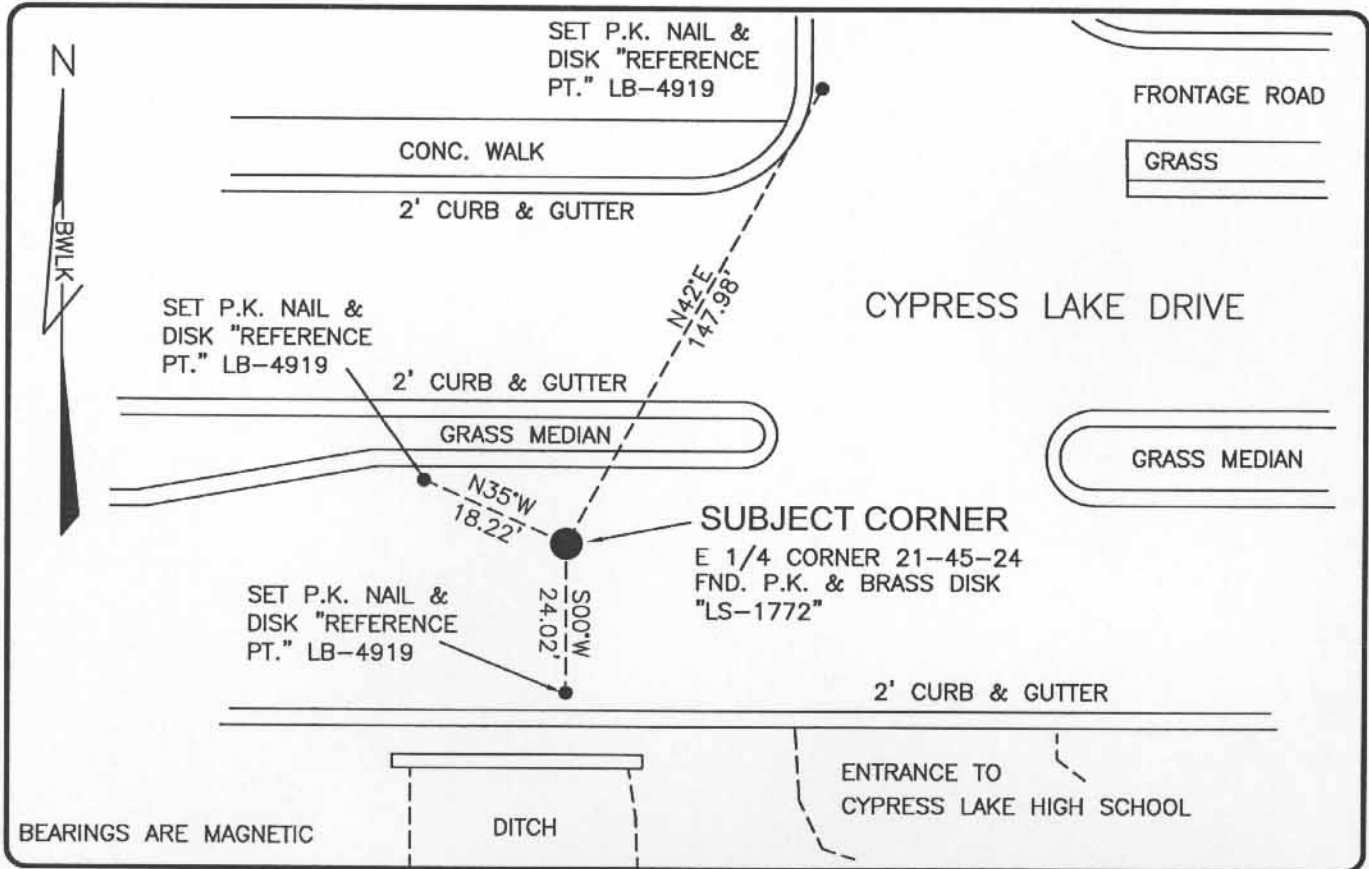 N
BWLK
SET P.K. NAIL &
DISK "REFERENCE
PT." LB-4919
FRONTAGE ROAD
GRASS
CONC. WALK
2' CURB & GUTTER
N42°E
147.98'
CYPRESS LAKE DRIVE
SET P.K. NAIL &
DISK "REFERENCE
PT." LB-4919
2' CURB & GUTTER
GRASS MEDIAN
GRASS MEDIAN
N35°W
18.22'
SUBJECT CORNER
E 1/4 CORNER 21-45-24
FND. P.K. & BRASS DISK
"LS-1772"
SET P.K. NAIL &
DISK "REFERENCE
PT." LB-4919
S00°W
24.02'
2' CURB & GUTTER
ENTRANCE TO
CYPRESS LAKE HIGH SCHOOL
DITCH
BEARINGS ARE MAGNETIC